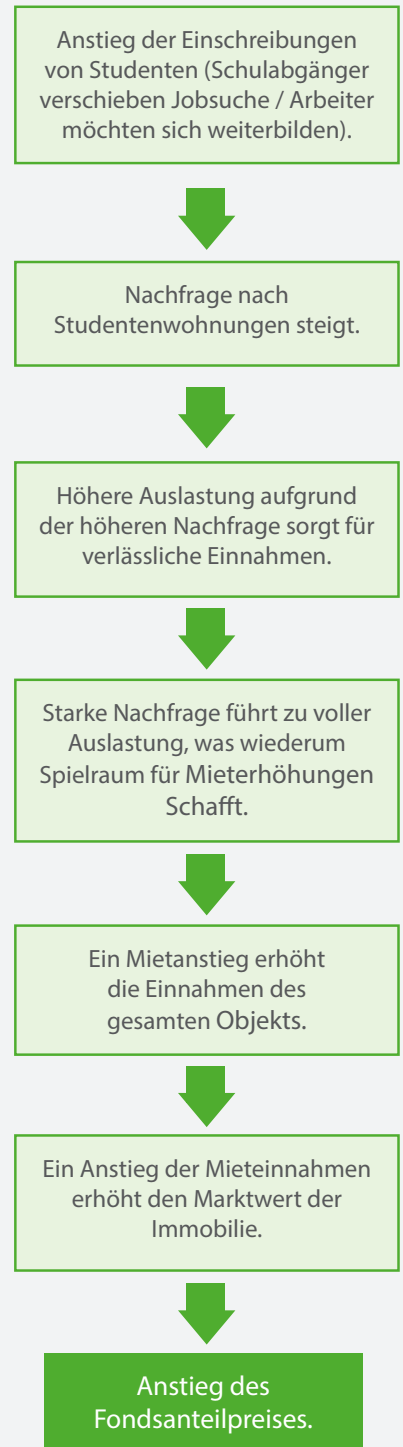 Anstieg der Einschreibungen
von Studenten (Schulabgänger
verschieben Jobsuche / Arbeiter
möchten sich weiterbilden).
Nachfrage nach
Studentenwohnungen steigt.
Höhere Auslastung aufgrund
der höheren Nachfrage sorgt für
verlässliche Einnahmen.
Starke Nachfrage führt zu voller
Auslastung, was wiederum
Spielraum für Mieterhöhungen
Schafft.
Ein Mietanstieg erhöht
die Einnahmen des
gesamten Objekts.
Ein Anstieg der Mieteinnahmen
erhöht den Marktwert der
Immobilie.
Anstieg des
Fondsanteilpreises.